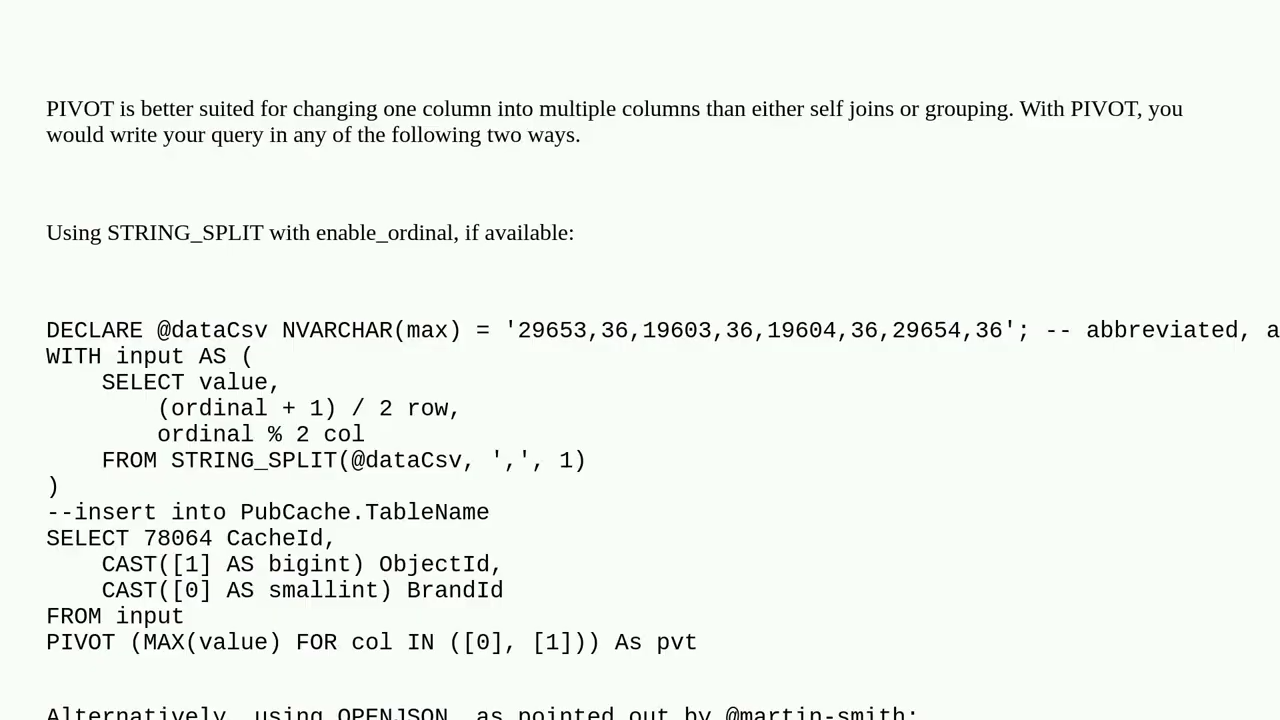 PIVOT is better suited for changing one column into multiple columns than either self joins or grouping. With PIVOT, you
would write your query in any of the following two ways.
Using STRING_SPLIT with enable_ordinal, if available:
DECLARE @dataCsv NVARCHAR(max) = '29653,36,19603,36,19604,36,29654,36'; -- abbreviated, a
WITH input AS (
    SELECT value,
        (ordinal + 1) / 2 row,
        ordinal % 2 col
    FROM STRING_SPLIT(@dataCsv, ',', 1)
)
--insert into PubCache.TableName
SELECT 78064 CacheId,
    CAST([1] AS bigint) ObjectId,
    CAST([0] AS smallint) BrandId
FROM input
PIVOT (MAX(value) FOR col IN ([0], [1])) As pvt
Alternatively, using OPENJSON, as pointed out by @martin-smith: